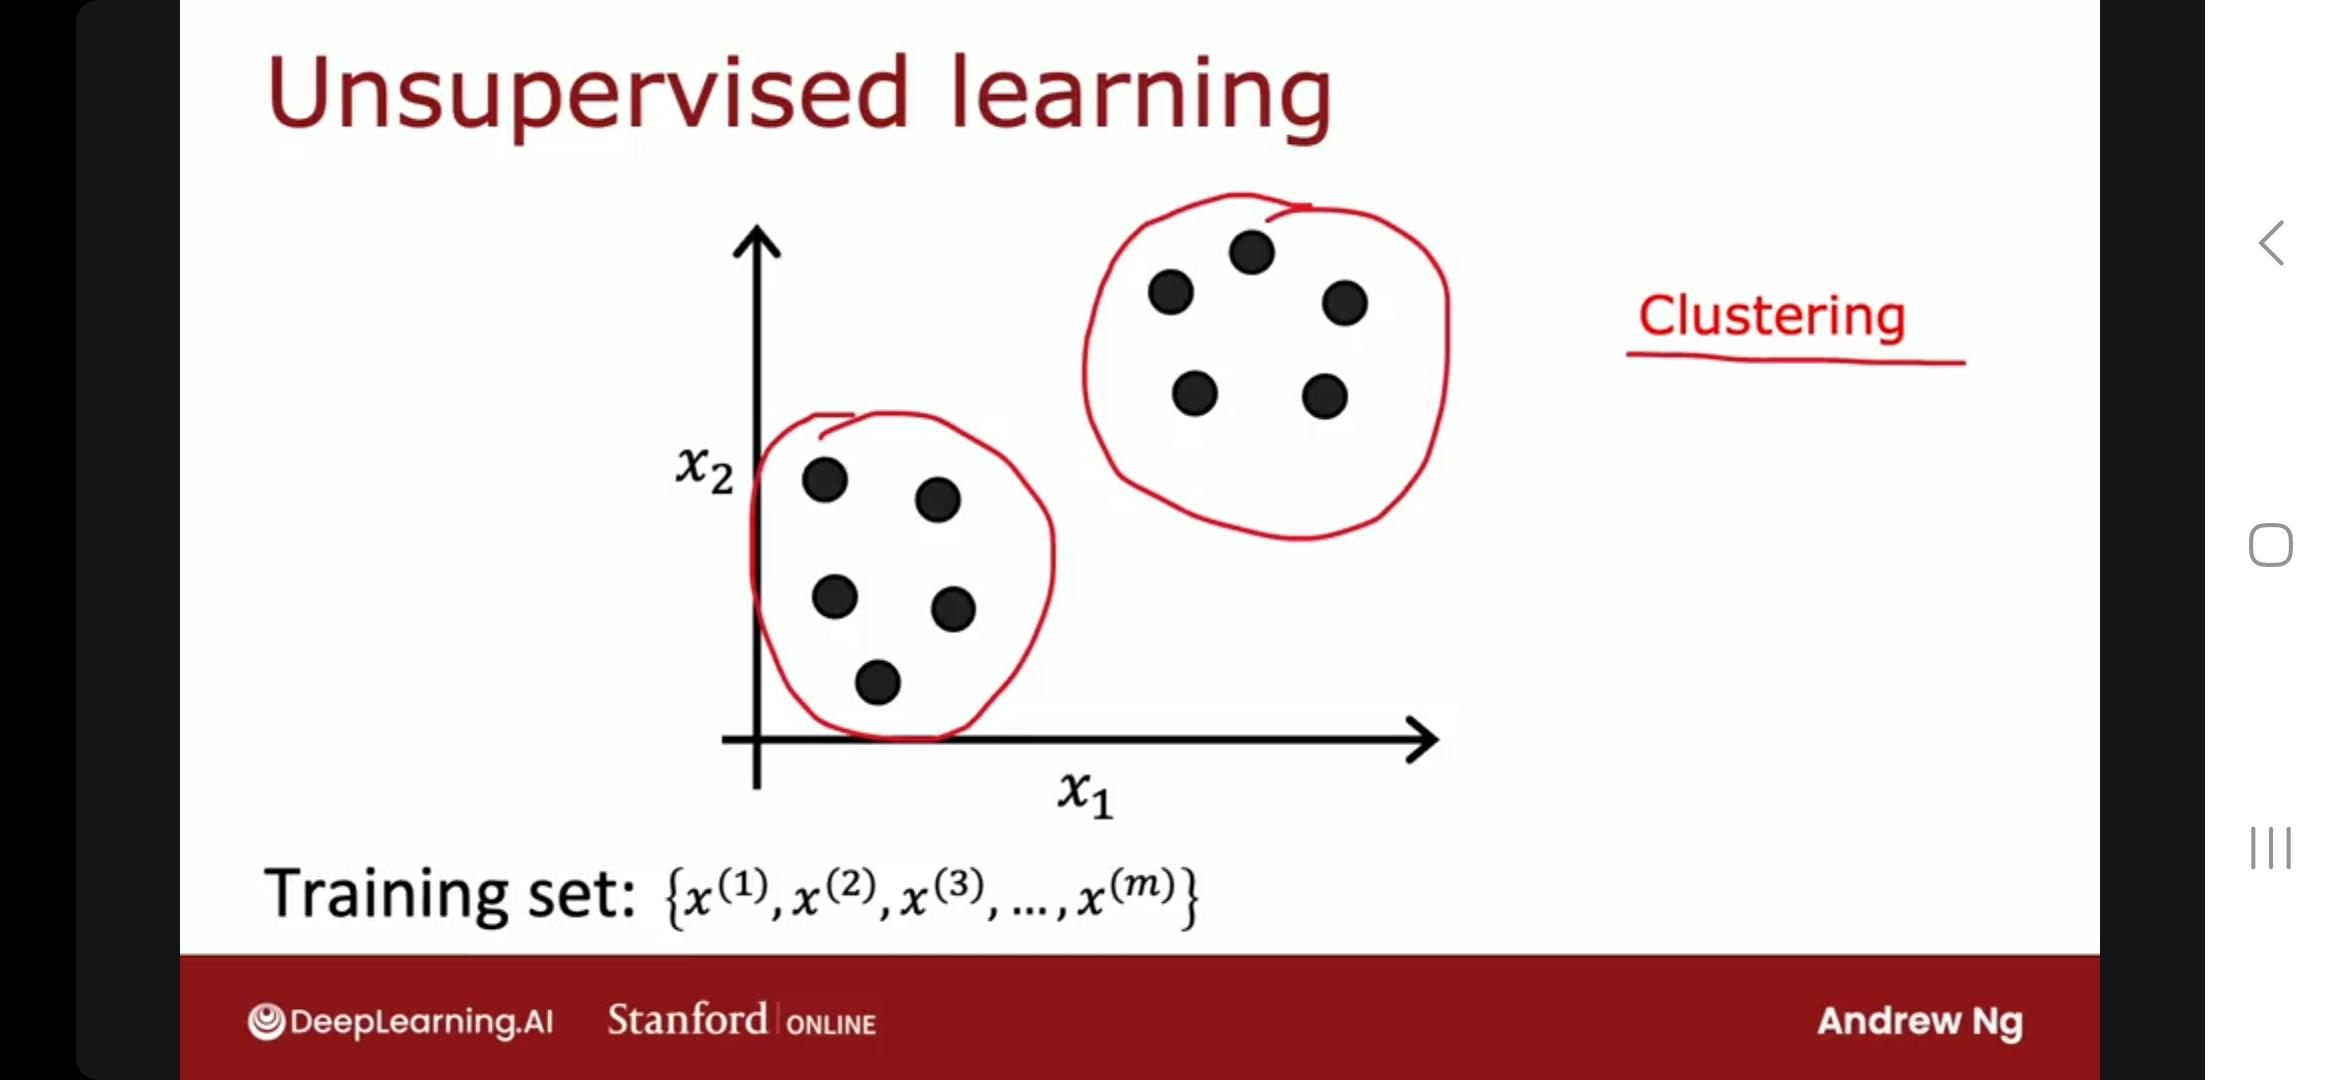 Unsupervised learning
Clustering
x₂
x₁
Training set: {x⁽¹⁾, x⁽²⁾, x⁽³⁾, ..., x⁽ᵐ⁾}
DeepLearning.AI Stanford | ONLINE Andrew Ng